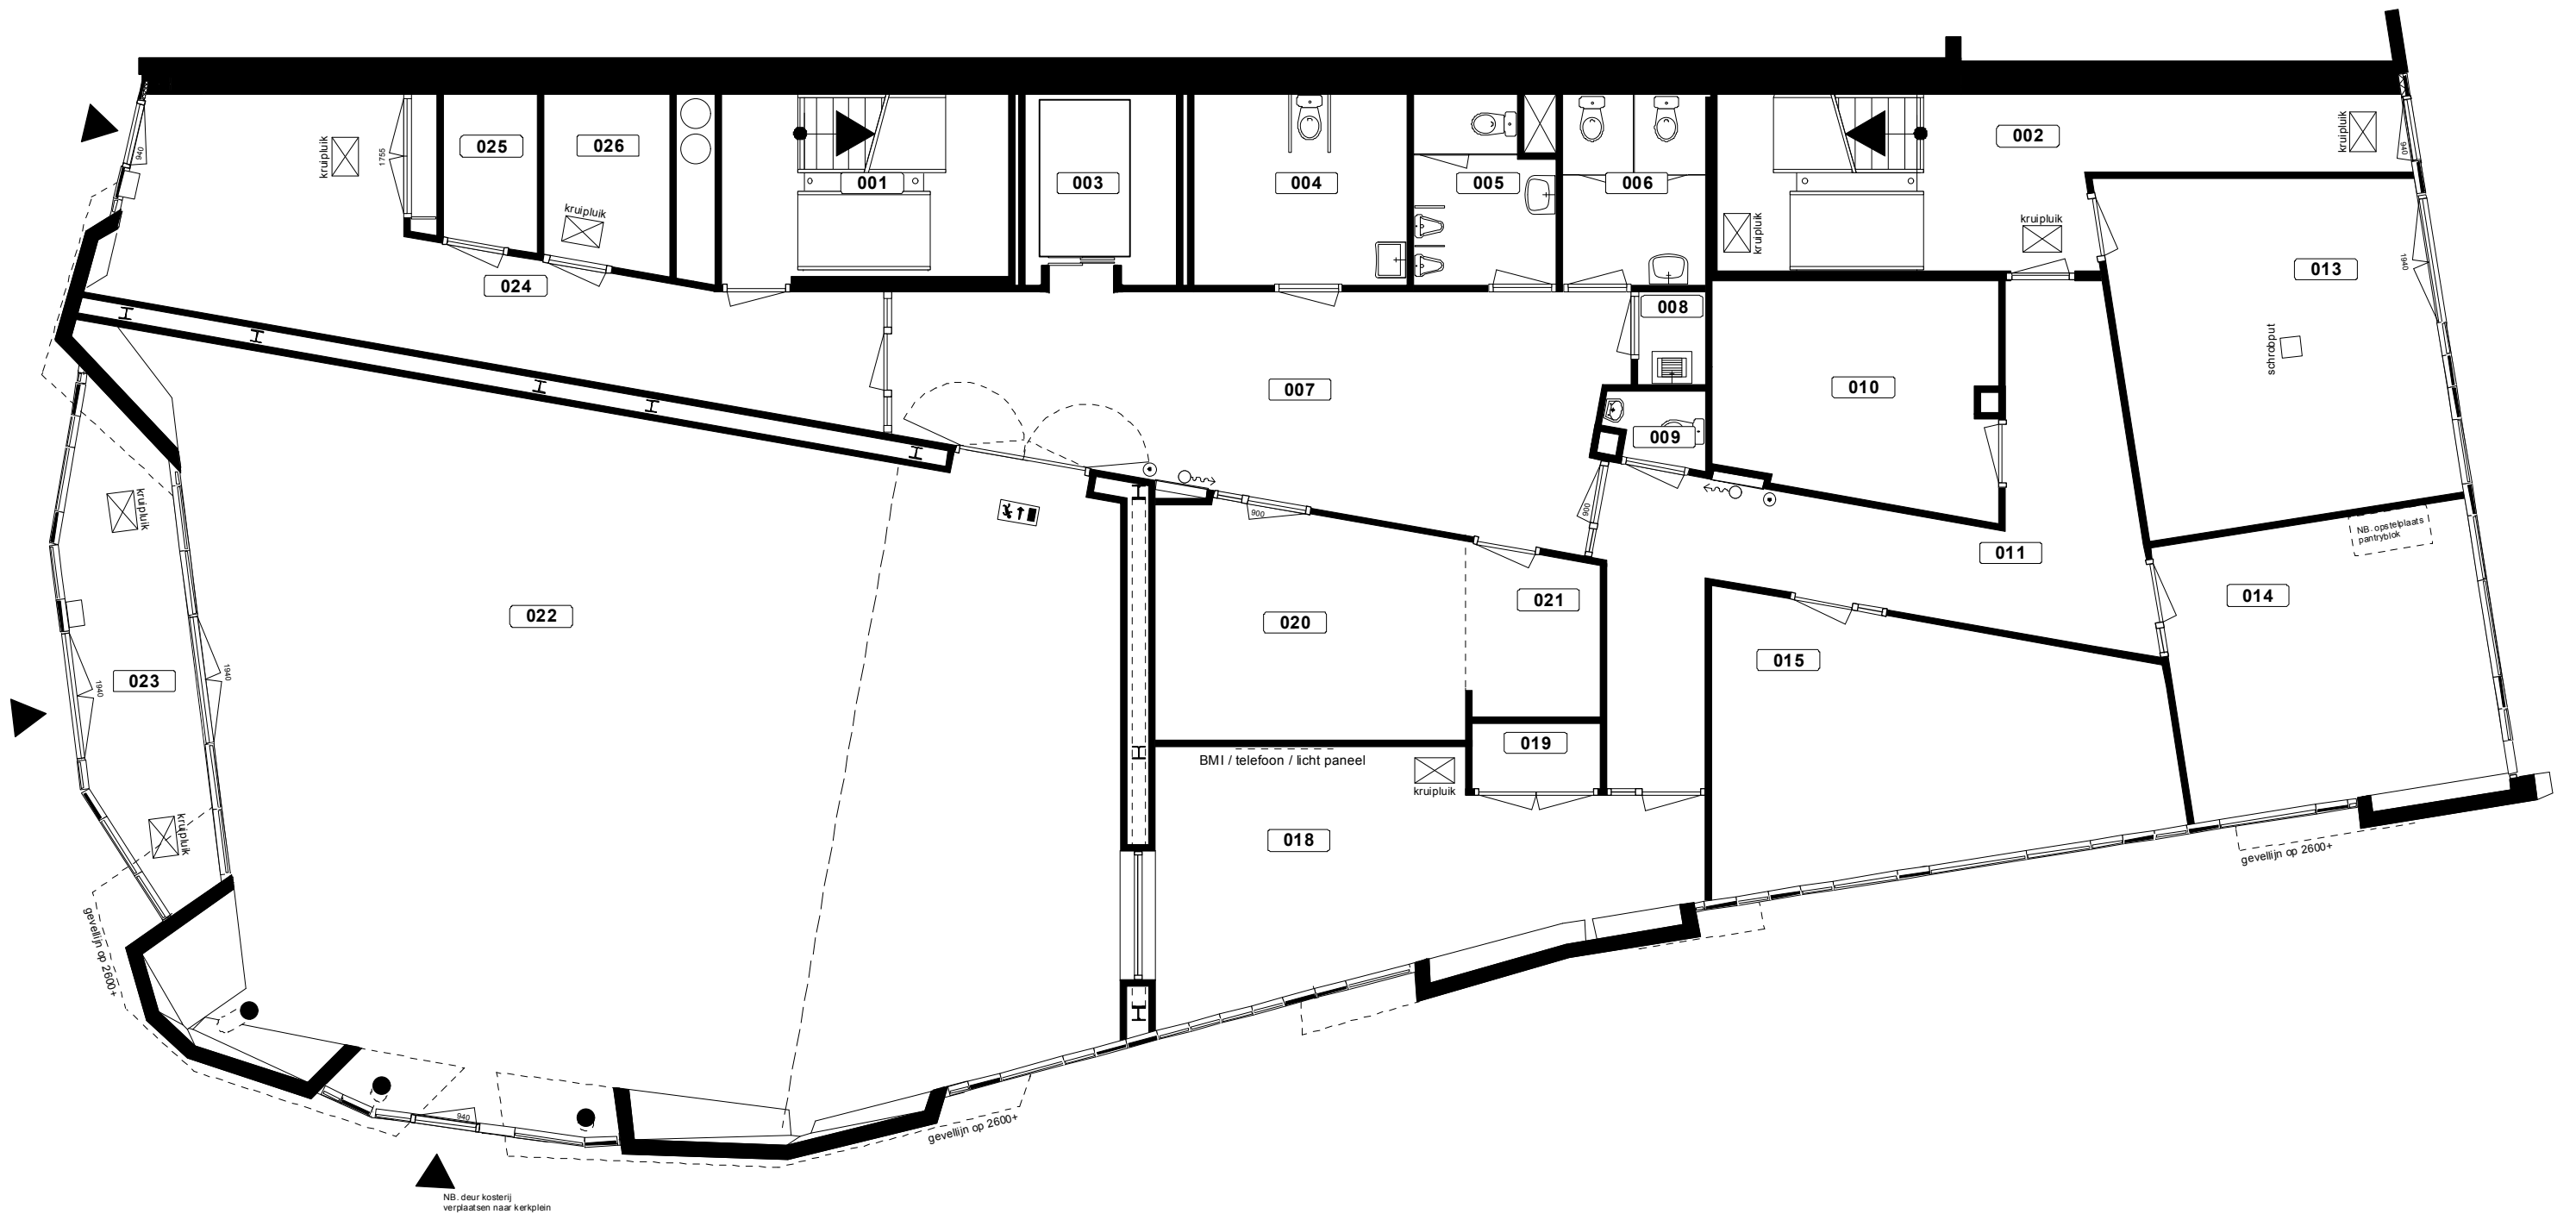 940
kruipluik
1755
025
026
kruipluik
024
001
003
004
005
006
002
kruipluik
kruipluik
kruipluik
940
013
1940
schrobput
008
007
009
010
900
900
011
NB. opstelplaats
pantryblok
014
015
gevellijn op 2600+
022
023
kruipluik
1940
1940
kruipluik
020
021
019
BMI / telefoon / licht paneel
kruipluik
018
gevellijn op 2600+
940
gevellijn op 2600+
NB. deur kosterij
verplaatsen naar kerkplein